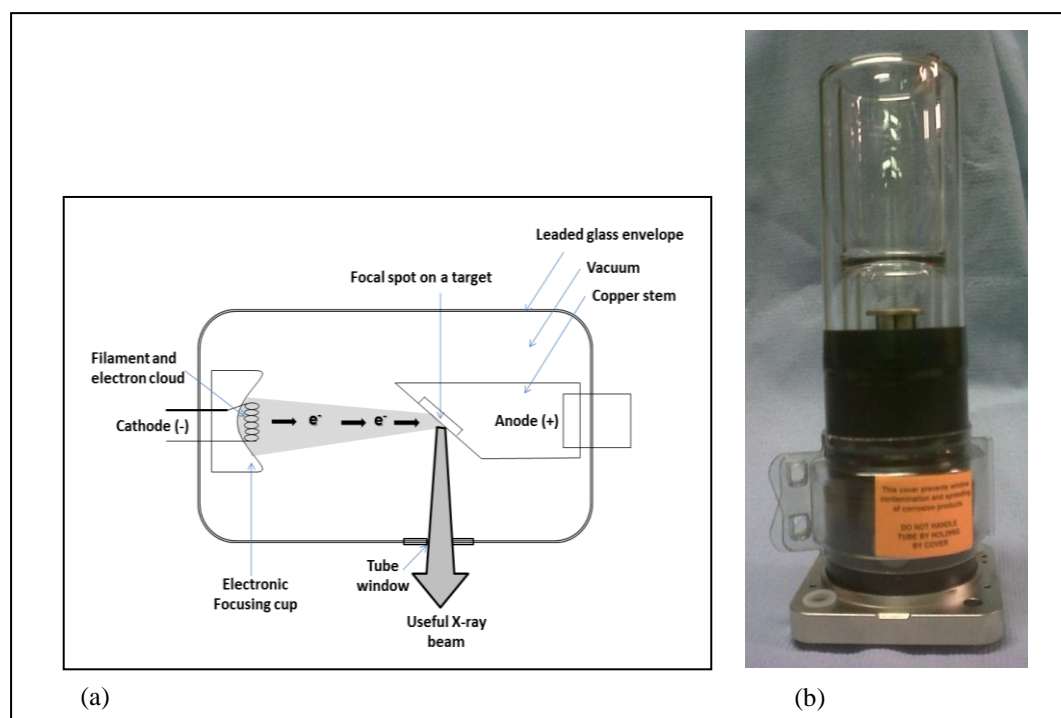 Leaded glass envelope
Vacuum
Copper stem
Focal spot on a target
Filament and
electron cloud
Cathode (-)
e-
e-
Anode (+)
Tube
window
Electronic
Focusing cup
Useful X-ray
beam
This cover prevents window
contamination and spreading
of corrosion products
DO NOT HANDLE
TUBE BY HOLDING
BY COVER
(a)
(b)